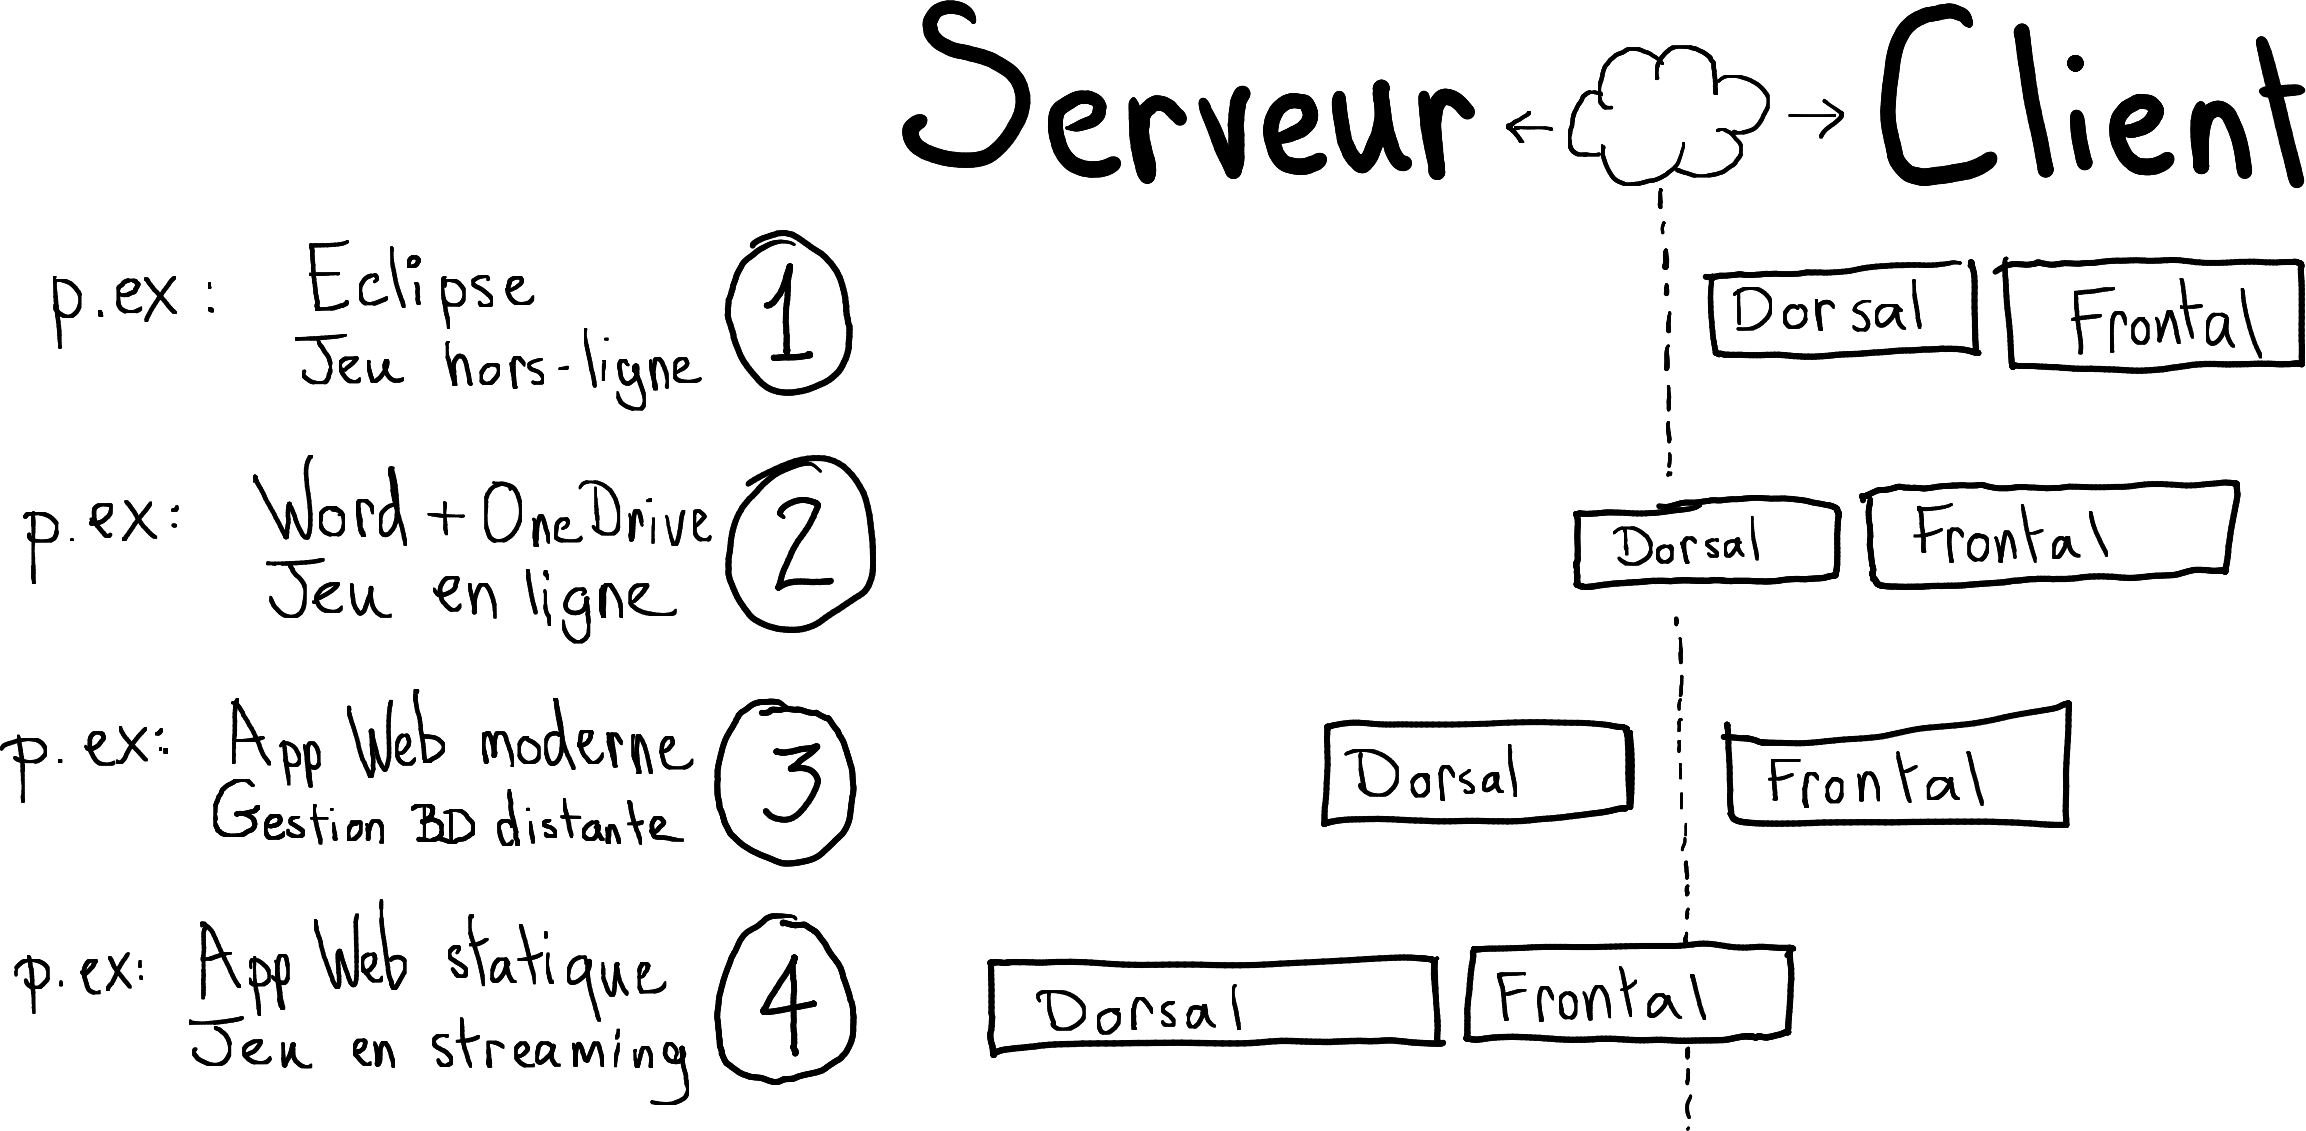 Serveur Client
p.ex : Eclipse 1 Dorsal Frontal
Jeu hors-ligne
p.ex: Word + OneDrive 2 Dorsal Frontal
Jeu en ligne
p.ex: App Web moderne 3 Dorsal Frontal
Gestion BD distante
p.ex: App Web statique 4 Dorsal Frontal
Jeu en streaming